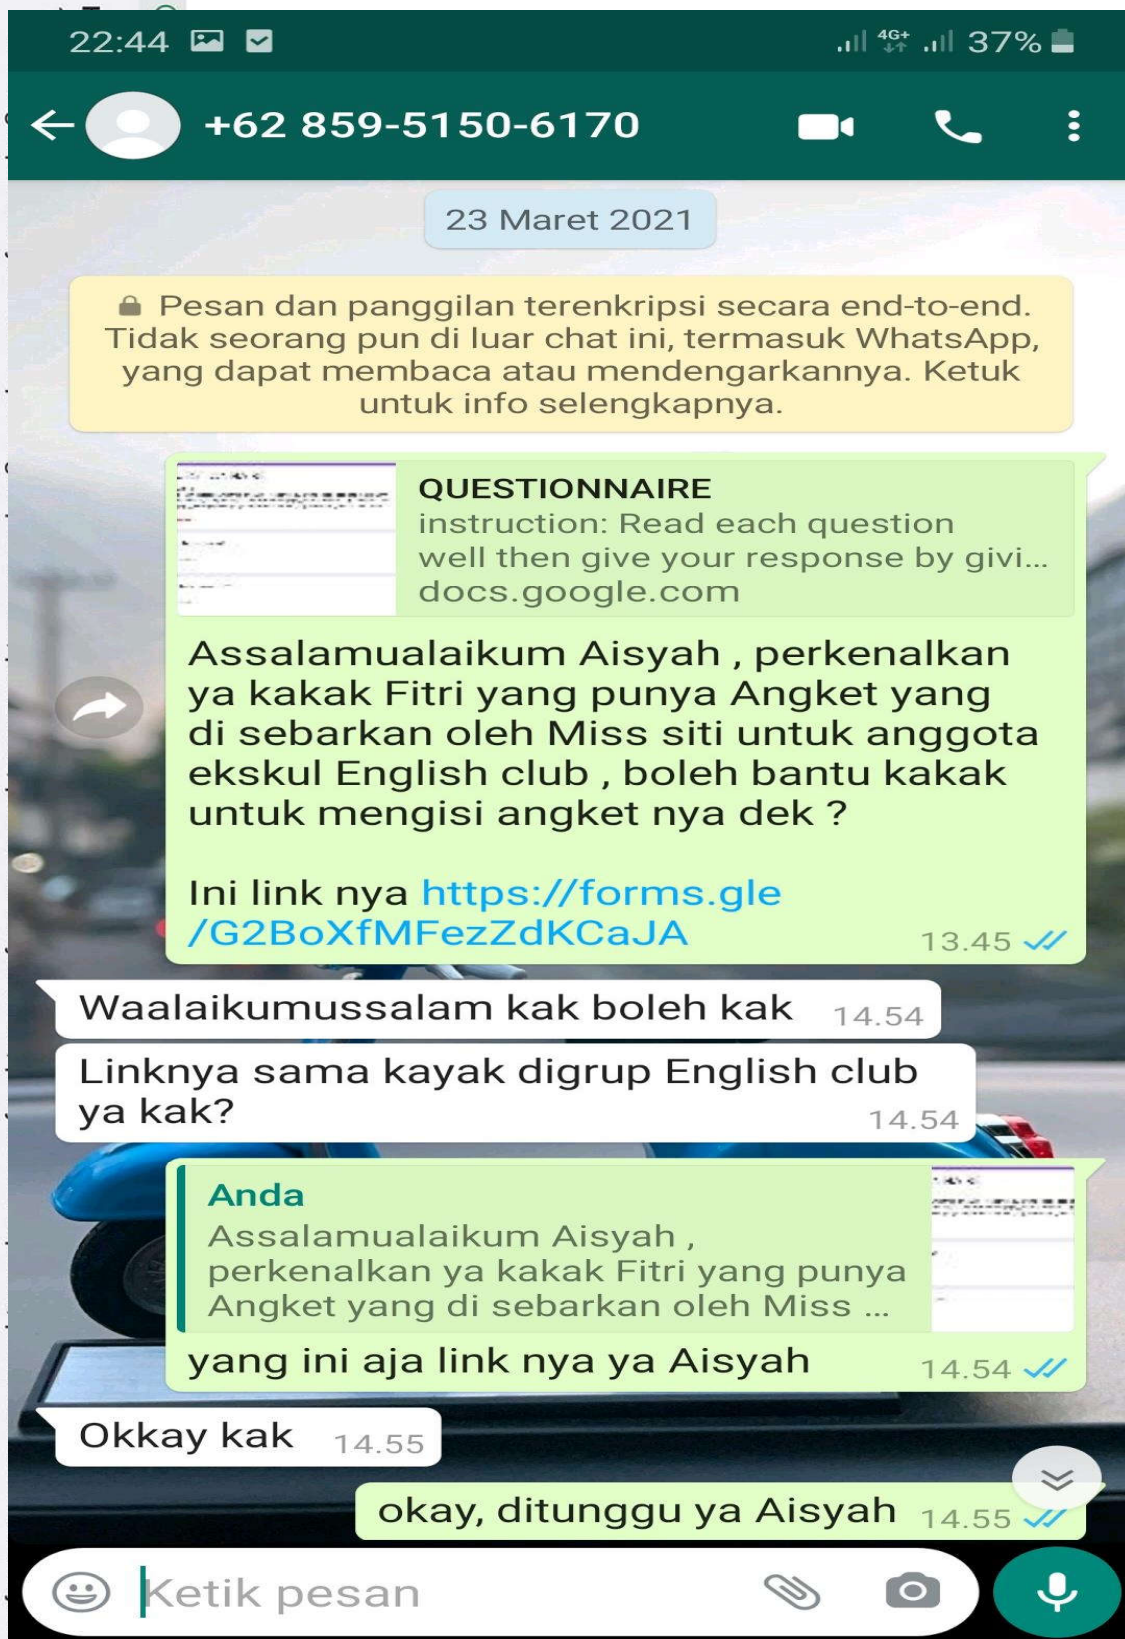 22:44
4G+
37%
+62 859-5150-6170
23 Maret 2021
Pesan dan panggilan terenkripsi secara end-to-end.
Tidak seorang pun di luar chat ini, termasuk WhatsApp,
yang dapat membaca atau mendengarkannya. Ketuk
untuk info selengkapnya.
QUESTIONNAIRE
instruction: Read each question
well then give your response by givi...
docs.google.com
Assalamualaikum Aisyah , perkenalkan
ya kakak Fitri yang punya Angket yang
di sebarkan oleh Miss siti untuk anggota
ekskul English club , boleh bantu kakak
untuk mengisi angket nya dek ?
Ini link nya https://forms.gle
/G2BoXfMFezZdKCaJA
13.45
Waalaikumussalam kak boleh kak
14.54
Linknya sama kayak digrup English club
ya kak?
14.54
Anda
Assalamualaikum Aisyah ,
perkenalkan ya kakak Fitri yang punya
Angket yang di sebarkan oleh Miss ...
yang ini aja link nya ya Aisyah
14.54
Okkay kak
14.55
okay, ditunggu ya Aisyah
14.55
Ketik pesan